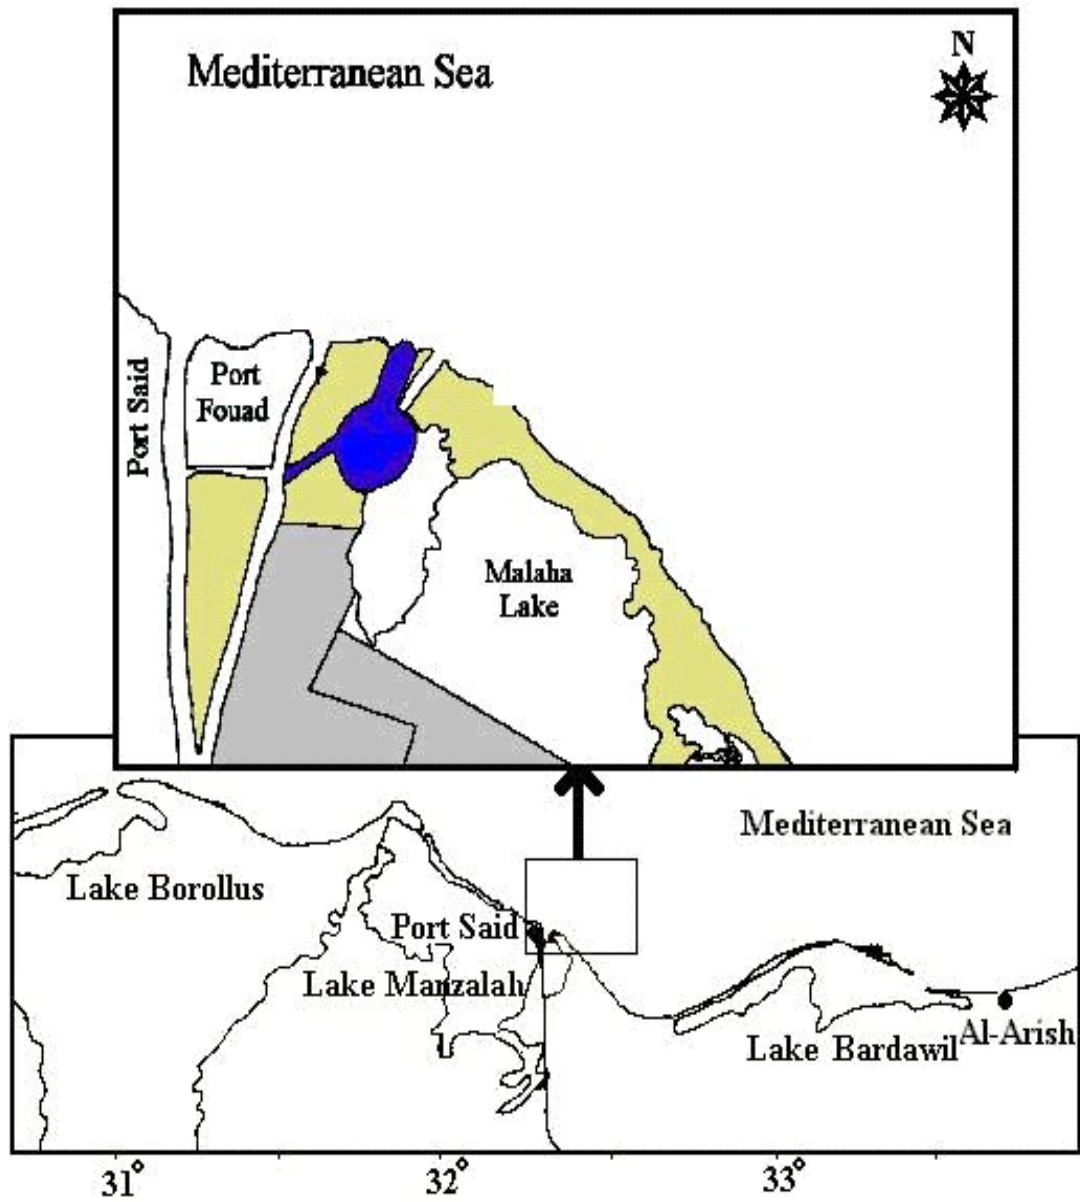 N
Mediterranean Sea
Port Said
Port
Fouad
Malaha
Lake
Mediterranean Sea
Lake Borollus
Port Said
Lake Manzalah
Lake Bardawil
Al-Arish
31° 32° 33°